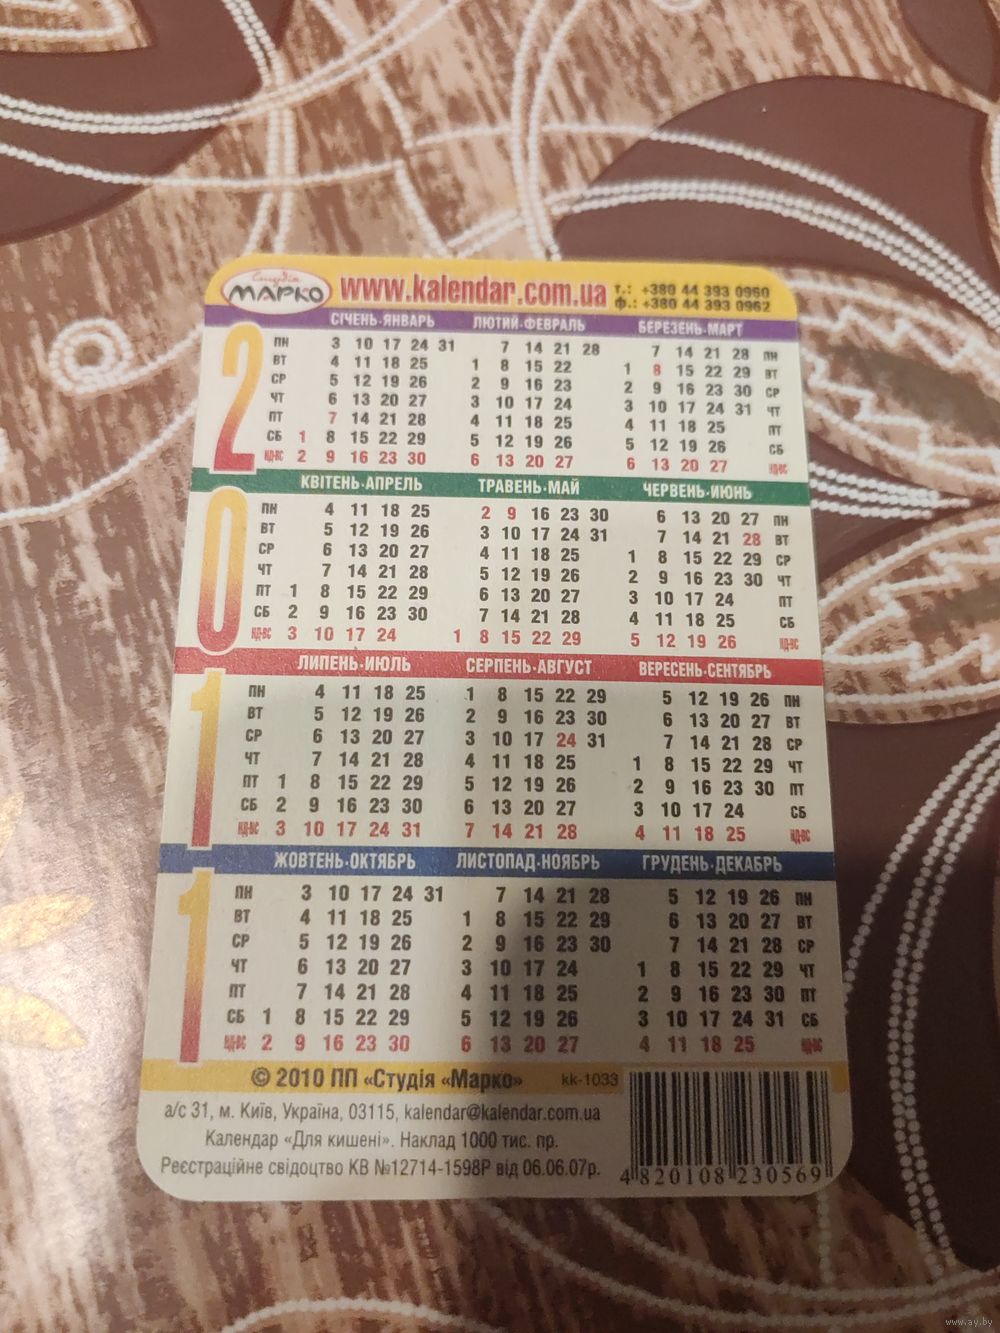 Студія
МАРКО
www.kalendar.com.ua
т.: +380 44 393 0960
ф.: +380 44 393 0962
2011
СІЧЕНЬ-ЯНВАРЬ ЛЮТИЙ-ФЕВРАЛЬ БЕРЕЗЕНЬ-МАРТ
ПН 3 10 17 24 31 7 14 21 28 7 14 21 28 ПН
ВТ 4 11 18 25 1 8 15 22 1 8 15 22 29 ВТ
СР 5 12 19 26 2 9 16 23 2 9 16 23 30 СР
ЧТ 6 13 20 27 3 10 17 24 3 10 17 24 31 ЧТ
ПТ 7 14 21 28 4 11 18 25 4 11 18 25 ПТ
СБ 1 8 15 22 29 5 12 19 26 5 12 19 26 СБ
НД-ВС 2 9 16 23 30 6 13 20 27 6 13 20 27 НД-ВС
КВІТЕНЬ-АПРЕЛЬ ТРАВЕНЬ-МАЙ ЧЕРВЕНЬ-ИЮНЬ
ПН 4 11 18 25 2 9 16 23 30 6 13 20 27 ПН
ВТ 5 12 19 26 3 10 17 24 31 7 14 21 28 ВТ
СР 6 13 20 27 4 11 18 25 1 8 15 22 29 СР
ЧТ 7 14 21 28 5 12 19 26 2 9 16 23 30 ЧТ
ПТ 1 8 15 22 29 6 13 20 27 3 10 17 24 ПТ
СБ 2 9 16 23 30 7 14 21 28 4 11 18 25 СБ
НД-ВС 3 10 17 24 1 8 15 22 29 5 12 19 26 НД-ВС
ЛИПЕНЬ-ИЮЛЬ СЕРПЕНЬ-АВГУСТ ВЕРЕСЕНЬ-СЕНТЯБРЬ
ПН 4 11 18 25 1 8 15 22 29 5 12 19 26 ПН
ВТ 5 12 19 26 2 9 16 23 30 6 13 20 27 ВТ
СР 6 13 20 27 3 10 17 24 31 7 14 21 28 СР
ЧТ 7 14 21 28 4 11 18 25 1 8 15 22 29 ЧТ
ПТ 1 8 15 22 29 5 12 19 26 2 9 16 23 30 ПТ
СБ 2 9 16 23 30 6 13 20 27 3 10 17 24 СБ
НД-ВС 3 10 17 24 31 7 14 21 28 4 11 18 25 НД-ВС
ЖОВТЕНЬ-ОКТЯБРЬ ЛИСТОПАД-НОЯБРЬ ГРУДЕНЬ-ДЕКАБРЬ
ПН 3 10 17 24 31 7 14 21 28 5 12 19 26 ПН
ВТ 4 11 18 25 1 8 15 22 29 6 13 20 27 ВТ
СР 5 12 19 26 2 9 16 23 30 7 14 21 28 СР
ЧТ 6 13 20 27 3 10 17 24 1 8 15 22 29 ЧТ
ПТ 7 14 21 28 4 11 18 25 2 9 16 23 30 ПТ
СБ 1 8 15 22 29 5 12 19 26 3 10 17 24 31 СБ
НД-ВС 2 9 16 23 30 6 13 20 27 4 11 18 25 НД-ВС
© 2010 ПП «Студія «Марко» kk-1033
а/с 31, м. Київ, Україна, 03115, kalendar@kalendar.com.ua
Календар «Для кишені». Наклад 1000 тис. пр.
Реєстраційне свідоцтво КВ №12714-1598Р від 06.06.07р.
4 820108 230569
www.ay.by